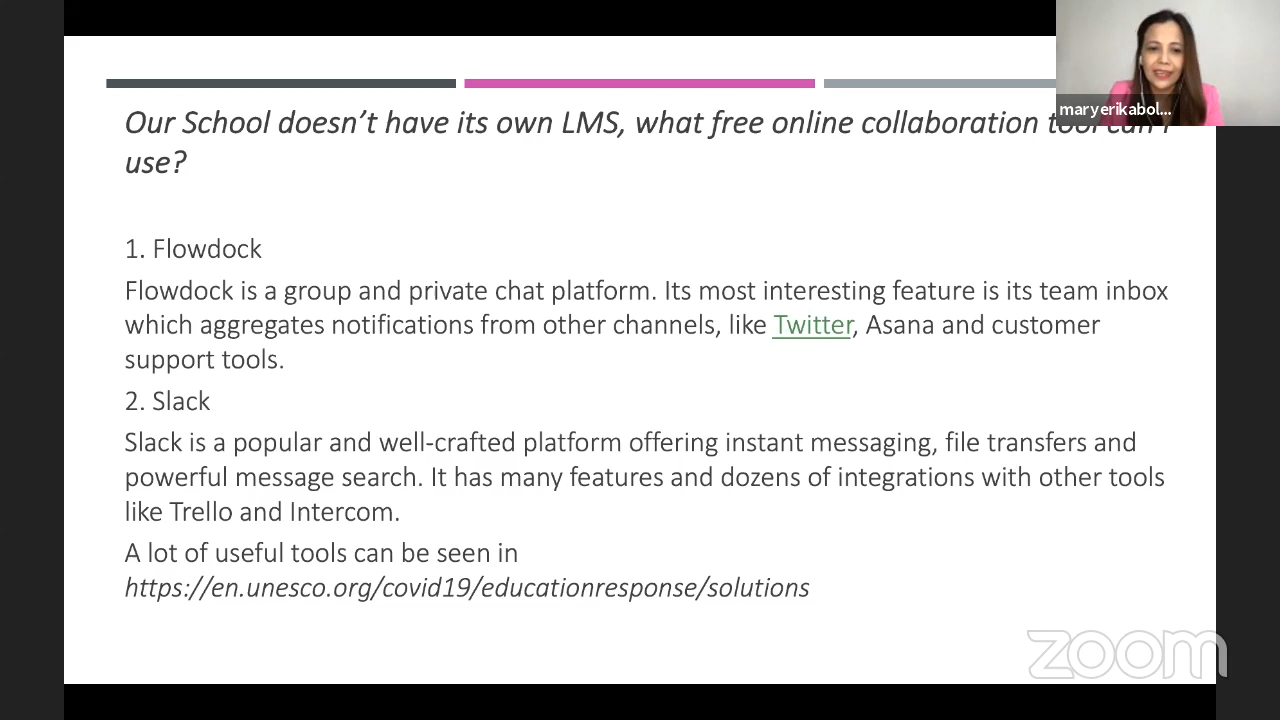 Our School doesn't have its own LMS, what free online collaboration tool can I
use?
maryerikabol...
1. Flowdock
Flowdock is a group and private chat platform. Its most interesting feature is its team inbox
which aggregates notifications from other channels, like Twitter, Asana and customer
support tools.
2. Slack
Slack is a popular and well-crafted platform offering instant messaging, file transfers and
powerful message search. It has many features and dozens of integrations with other tools
like Trello and Intercom.
A lot of useful tools can be seen in
https://en.unesco.org/covid19/educationresponse/solutions
zoom